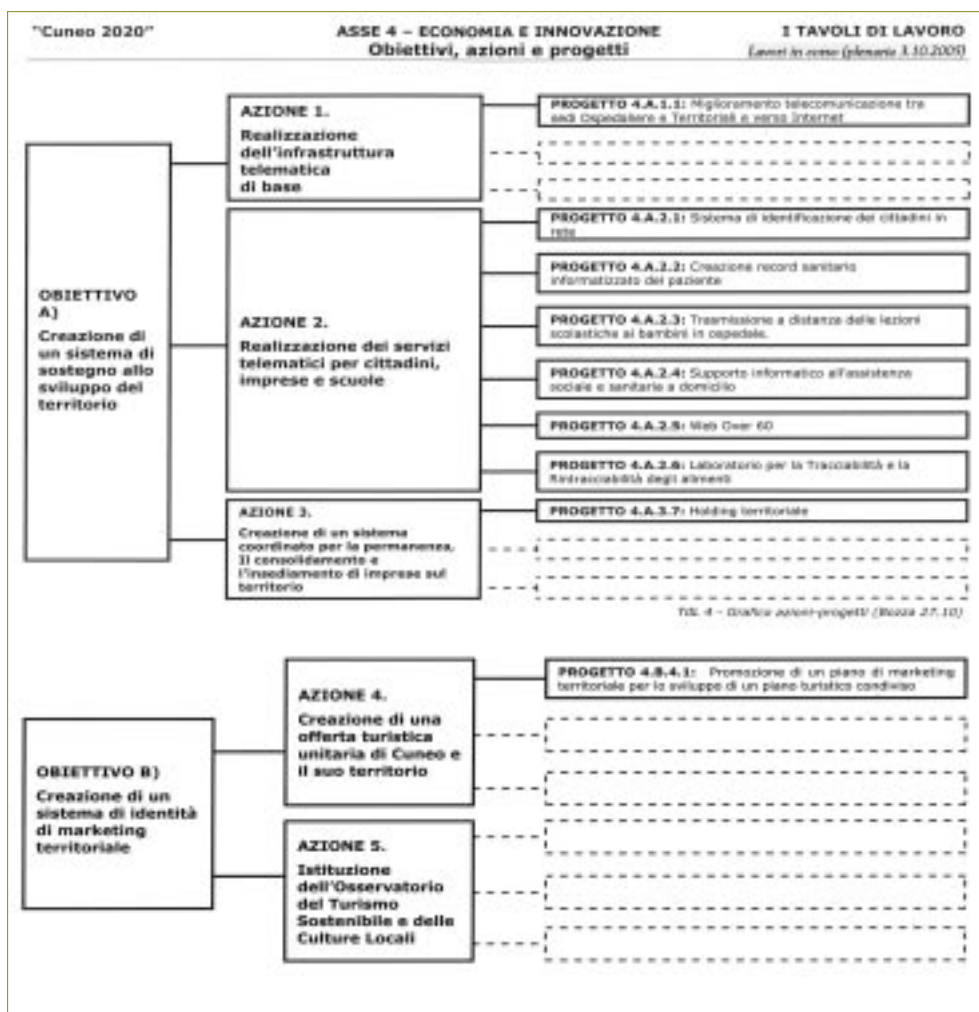 "Cuneo 2020"
ASSE 4 – ECONOMIA E INNOVAZIONE
Obiettivi, azioni e progetti
I TAVOLI DI LAVORO
Lavori in corso (plenaria 3.10.2005)
OBIETTIVO
A)
Creazione di
un sistema di
sostegno allo
sviluppo del
territorio
AZIONE 1.
Realizzazione
dell'infrastruttura
telematica
di base
PROGETTO 4.A.1.1: Miglioramento telecomunicazione tra
sedi Ospedaliere e Territoriali e verso Internet
AZIONE 2.
Realizzazione dei servizi
telematici per cittadini,
imprese e scuole
PROGETTO 4.A.2.1: Sistema di identificazione dei cittadini in
rete
PROGETTO 4.A.2.2: Creazione record sanitario
informatizzato del paziente
PROGETTO 4.A.2.3: Trasmissione a distanza delle lezioni
scolastiche ai bambini in ospedale.
PROGETTO 4.A.2.4: Supporto informatico all'assistenza
sociale e sanitaria a domicilio
PROGETTO 4.A.2.5: Web Over 60
PROGETTO 4.A.2.6: Laboratorio per la Tracciabilità e la
Rintracciabilità degli alimenti
AZIONE 3.
Creazione di un sistema
coordinato per la permanenza,
Il consolidamento e
l'insediamento di imprese sul
territorio
PROGETTO 4.A.3.7: Holding territoriale
TDL 4 – Grafico azioni-progetti (Bozza 27.10)
OBIETTIVO B)
Creazione di un
sistema di identità
di marketing
territoriale
AZIONE 4.
Creazione di una
offerta turistica
unitaria di Cuneo e
il suo territorio
PROGETTO 4.B.4.1: Promozione di un piano di marketing
territoriale per lo sviluppo di un piano turistico condiviso
AZIONE 5.
Istituzione
dell'Osservatorio
del Turismo
Sostenibile e delle
Culture Locali